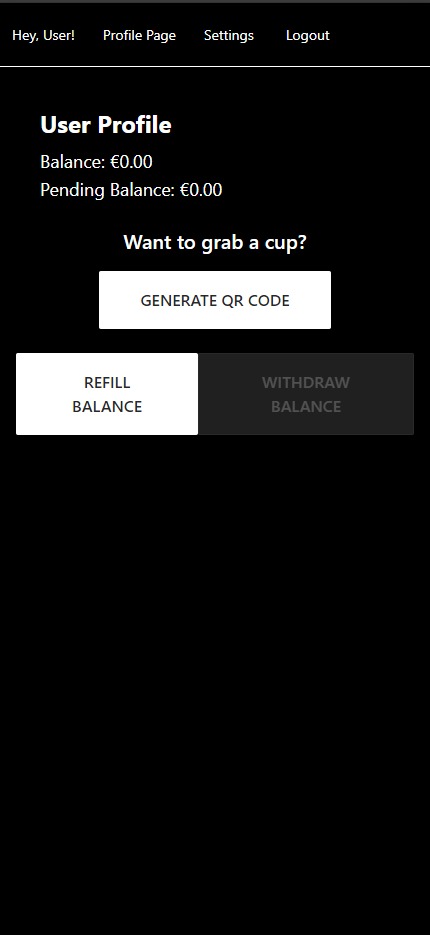 Hey, User! Profile Page Settings Logout
User Profile
Balance: €0.00
Pending Balance: €0.00
Want to grab a cup?
GENERATE QR CODE
REFILL
BALANCE
WITHDRAW
BALANCE